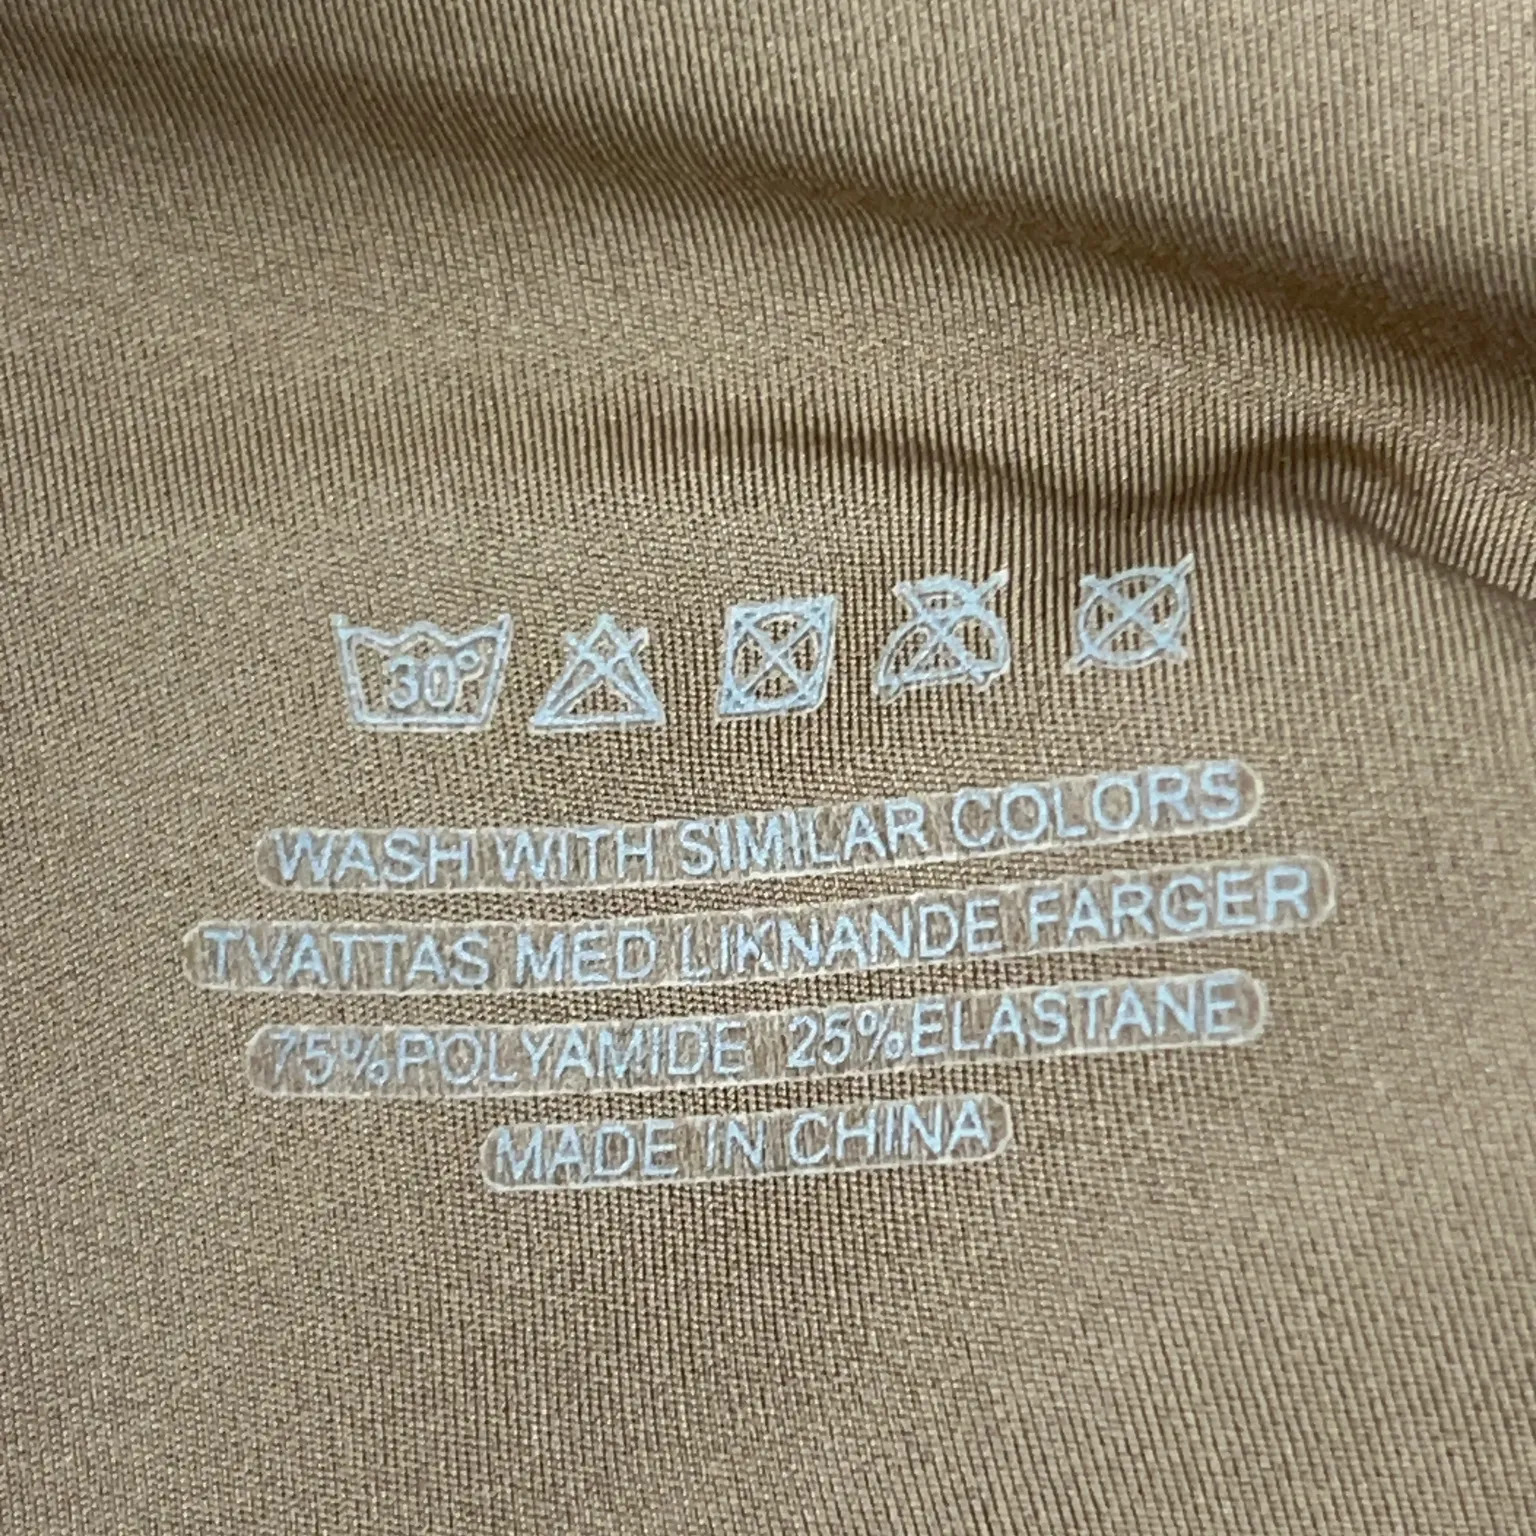 30°
WASH WITH SIMILAR COLORS
TVATTAS MED LIKNANDE FARGER
75%POLYAMIDE 25%ELASTANE
MADE IN CHINA